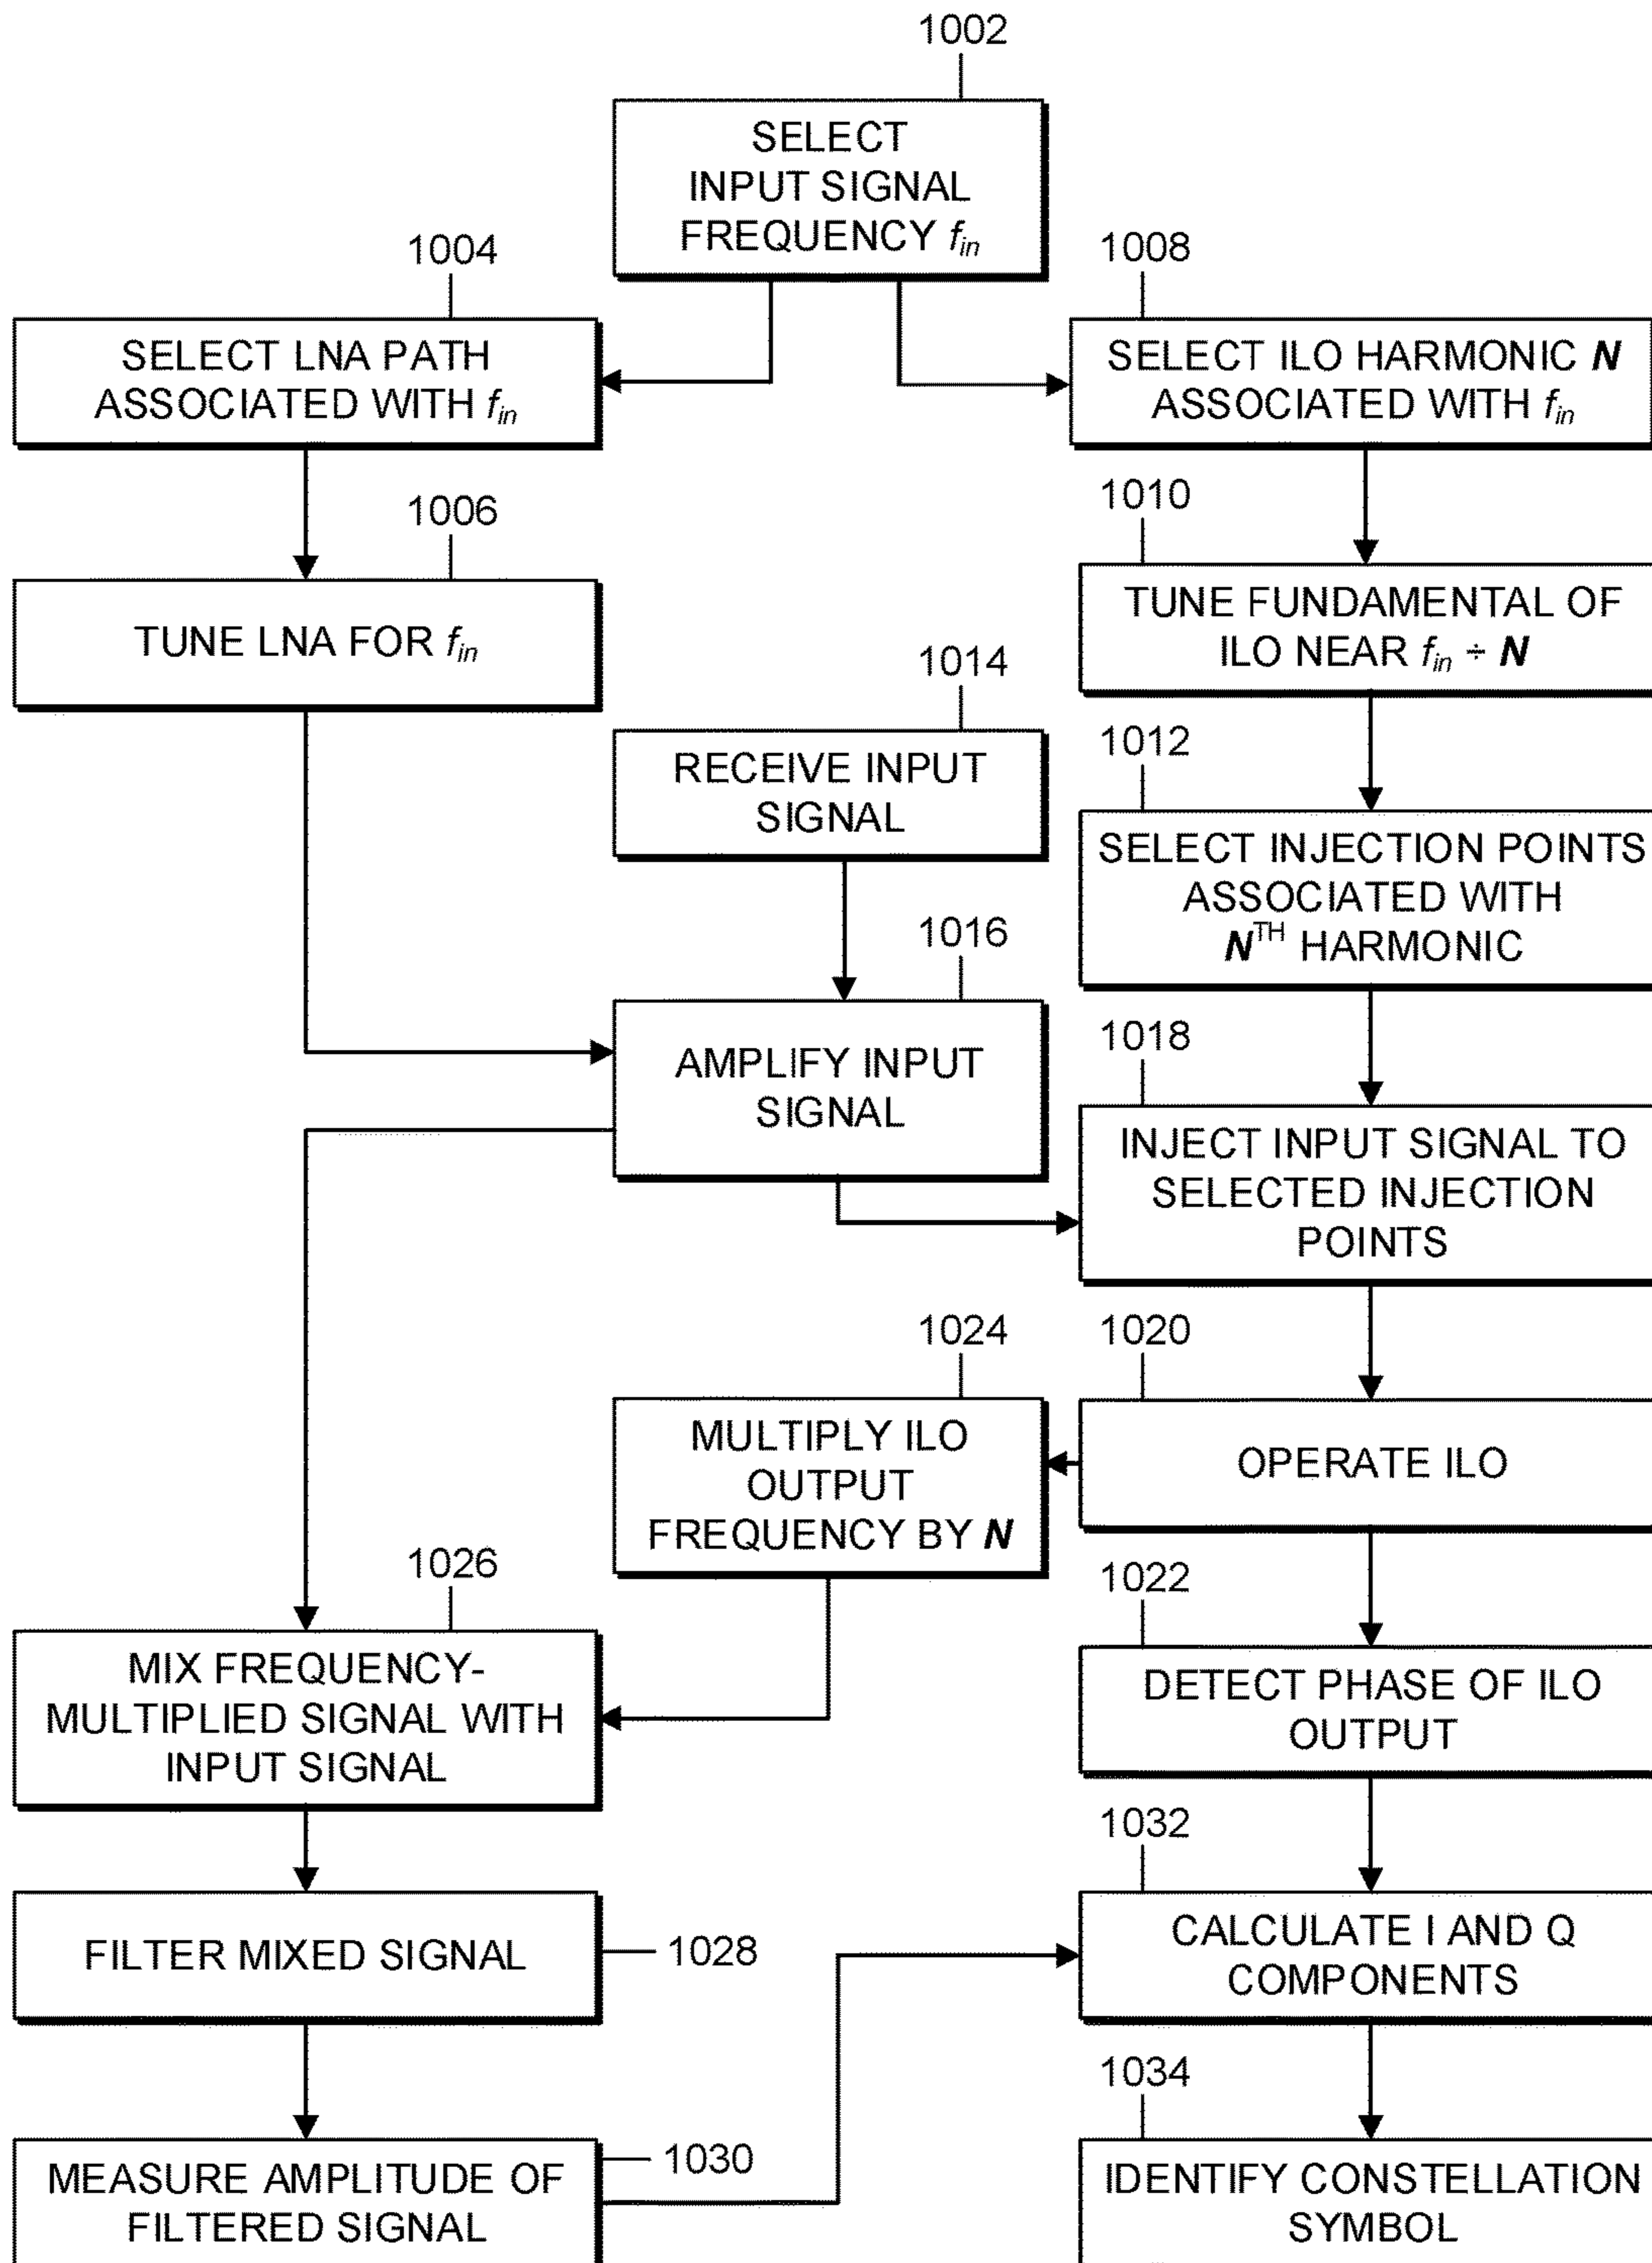 1002
SELECT
INPUT SIGNAL
FREQUENCY fin
1004
SELECT LNA PATH
ASSOCIATED WITH fin
1008
SELECT ILO HARMONIC N
ASSOCIATED WITH fin
1006
TUNE LNA FOR fin
1010
TUNE FUNDAMENTAL OF
ILO NEAR fin ÷ N
1014
RECEIVE INPUT
SIGNAL
1012
SELECT INJECTION POINTS
ASSOCIATED WITH
NTH HARMONIC
1016
AMPLIFY INPUT
SIGNAL
1018
INJECT INPUT SIGNAL TO
SELECTED INJECTION
POINTS
1024
MULTIPLY ILO
OUTPUT
FREQUENCY BY N
1020
OPERATE ILO
1026
MIX FREQUENCY-
MULTIPLIED SIGNAL WITH
INPUT SIGNAL
1022
DETECT PHASE OF ILO
OUTPUT
FILTER MIXED SIGNAL
1028
1032
CALCULATE I AND Q
COMPONENTS
MEASURE AMPLITUDE OF
FILTERED SIGNAL
1030
1034
IDENTIFY CONSTELLATION
SYMBOL